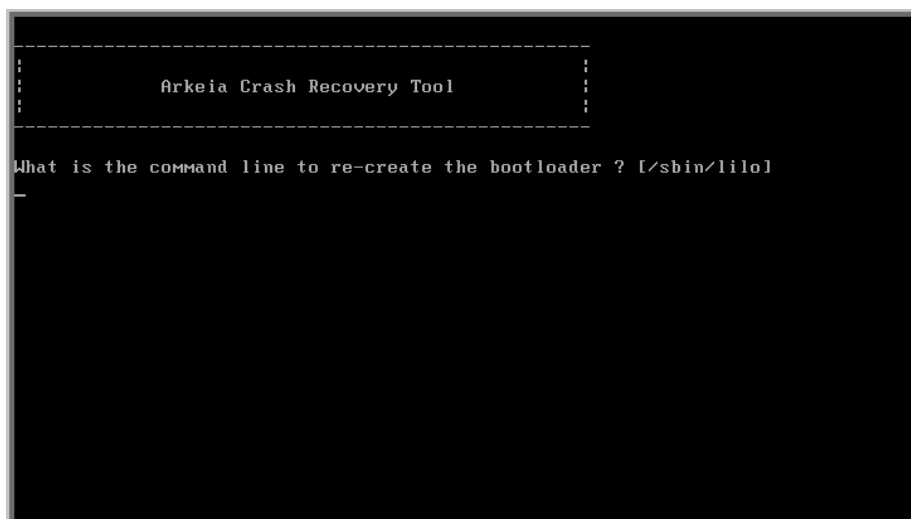 Arkeia Crash Recovery Tool
What is the command line to re-create the bootloader ? [/sbin/lilo]